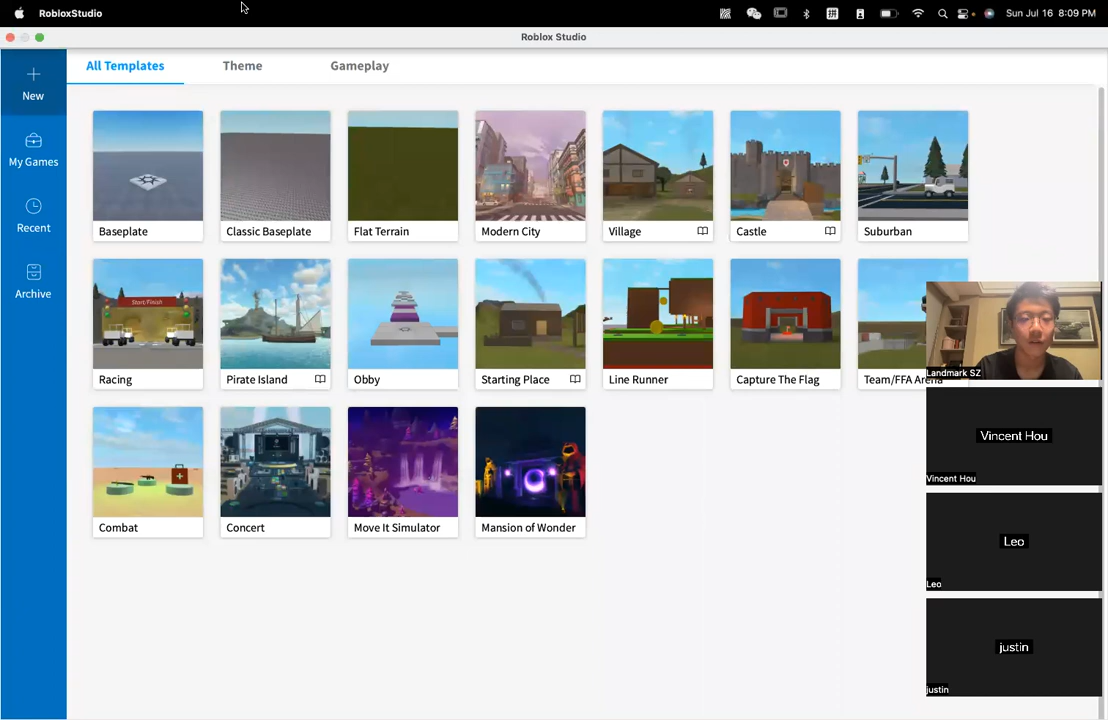 RobloxStudio
Sun Jul 16 8:09 PM
Roblox Studio
New
My Games
Recent
Archive
All Templates
Theme
Gameplay
Baseplate
Classic Baseplate
Flat Terrain
Modern City
Village
Castle
Suburban
Start/Finish
Racing
Pirate Island
Obby
Starting Place
Line Runner
Capture The Flag
Team/FFA Arena
Combat
Concert
Move It Simulator
Mansion of Wonder
Landmark SZ
Vincent Hou
Vincent Hou
Leo
Leo
justin
justin
拼